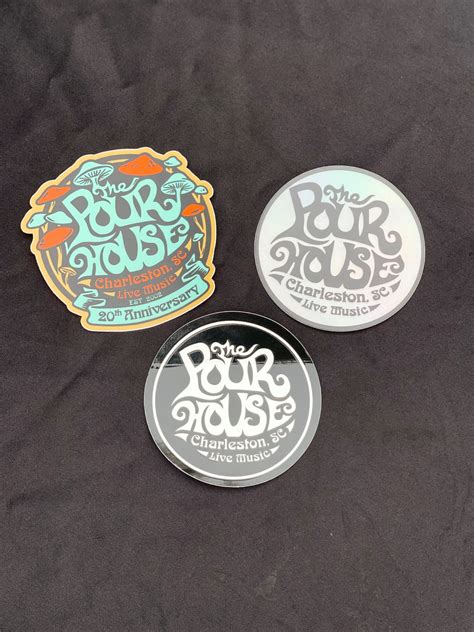 The
POUR
HOUSE
Charleston, SC
Live Music
EST 2002
20th Anniversary
The
POUR
HOUSE
Charleston, SC
Live Music
The
POUR
HOUSE
Charleston, SC
Live Music